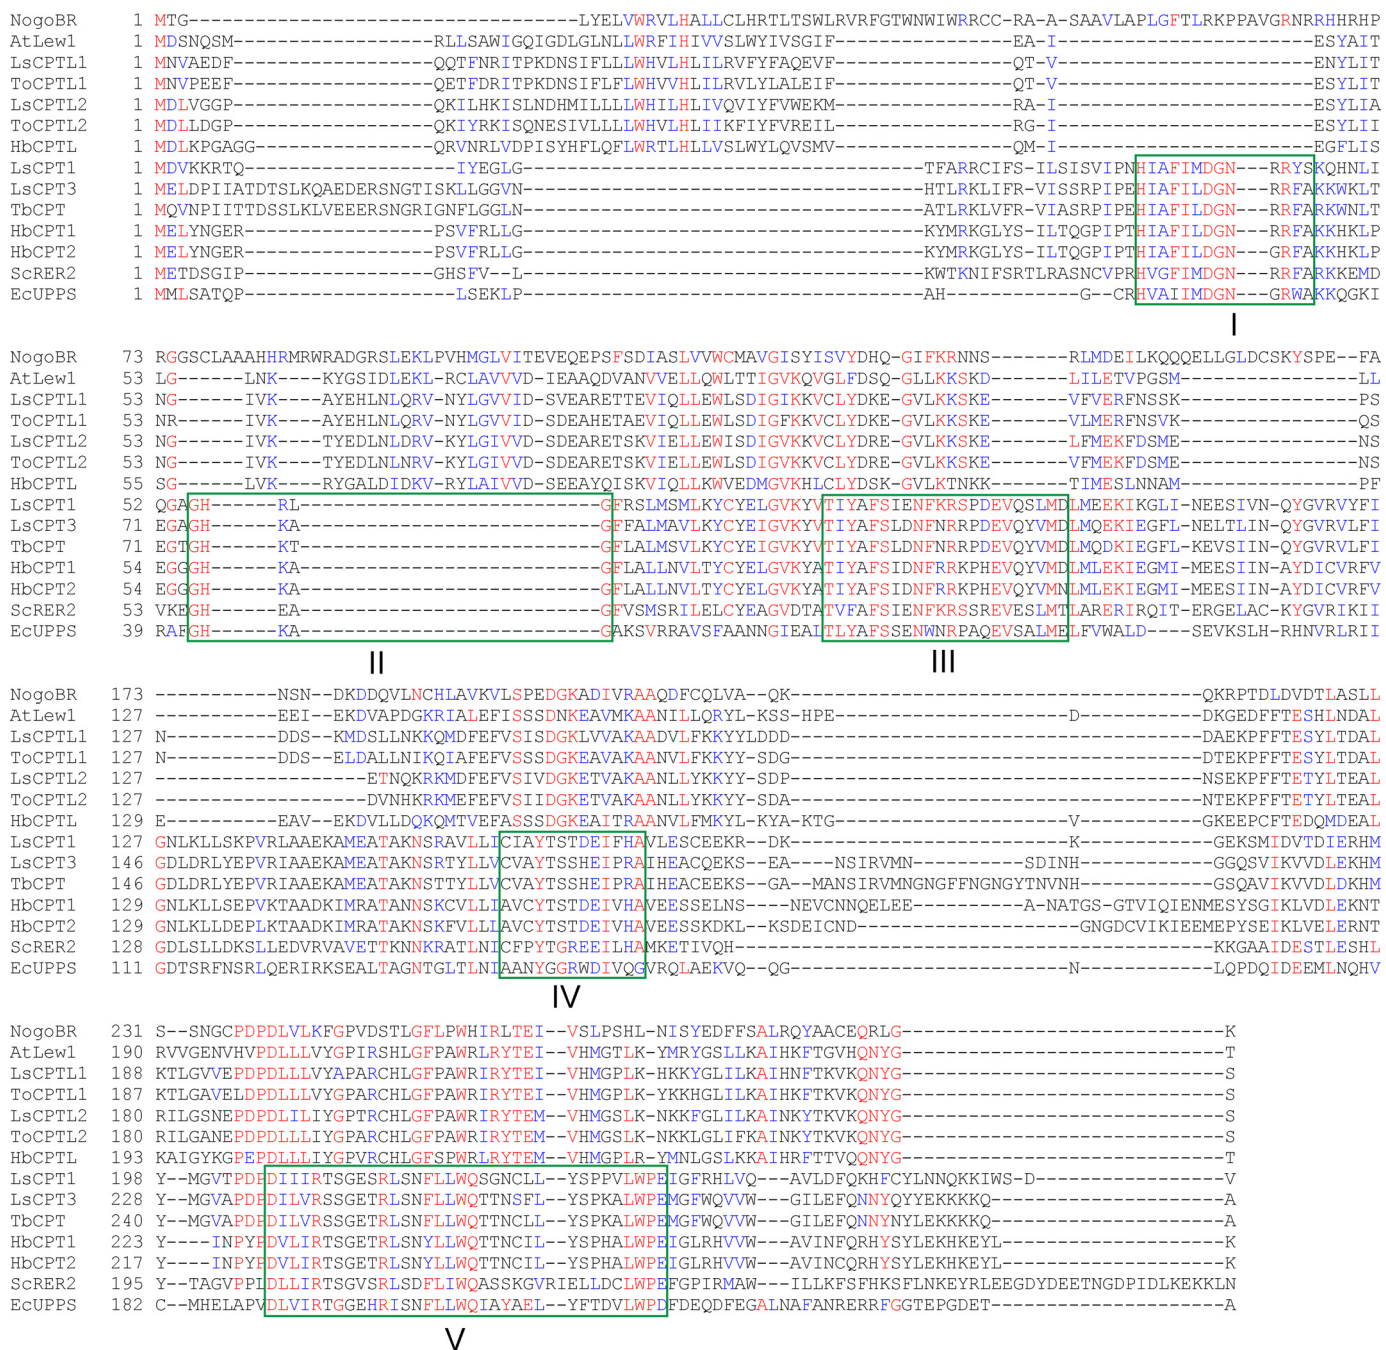 NogoBR 1 MTG-----------------------------------LYELVWRVLHALLCLHRTLTSWLRVRFGTWNWIWRRCC-RA-A-SAAVLAPLGFTLRKPPAVGRNRRHHRHP
AtLew1 1 MDSNQSM------------------RLLSAWIGQIGDLGLNLLWRFIHIVVSLWYIVSGIF----------------EA-I-----------------------ESYAIT
LsCPTL1 1 MNVAEDF------------------QQTFNRITPKDNSIFLLLWHVLHLILRVFYFAQEVF----------------QT-V-----------------------ENYLIT
ToCPTL1 1 MNVPEEF------------------QETFDRITPKDNSIFLFLWHVVHLILRVLYLALEIF----------------QT-V-----------------------ESYLIT
LsCPTL2 1 MDLVGGP------------------QKILHKISLNDHMILLLLWHILHLIVQVIYFVWEKM----------------RA-I-----------------------ESYLIA
ToCPTL2 1 MDLLDGP------------------QKIYRKISQNESIVLLLLWHVLHLIIKFIYFVREIL----------------RG-I-----------------------ESYLII
HbCPTL 1 MDLKPGAGG----------------QRVNRLVDPISYHFLQFLWRTLHLLVSLWYLQVSMV----------------QM-I-----------------------EGFLIS
LsCPT1 1 MDVKKRTQ-------------------IYEGLG------------------------------------TFARRCIFS-ILSISVIPNHIAFIMDGN---RRYSKQHNLI
LsCPT3 1 MELDPIIATDTSLKQAEDERSNGTISKLLGGVN------------------------------------HTLRKLIFR-VISSRPIPEHIAFIMDGN---RRFAKKWKLT
TbCPT 1 MQVNPIITTDSSLKLVEEERSNGRIGNFLGGLN------------------------------------ATLRKLVFR-VIASRPIPEHIAFILDGN---RRFARKWNLT
HbCPT1 1 MELYNGER-----------------PSVFRLLG------------------------------------KYMRKGLYS-ILTQGPIPTHIAFILDGN---RRFAKKHKLP
HbCPT2 1 MELYNGER-----------------PSVFRLLG------------------------------------KYMRKGLYS-ILTQGPIPTHIAFILDGN---GRFAKKHKLP
ScRER2 1 METDSGIP-----------------GHSFV--L------------------------------------KWTKNIFSRTLRASNCVPRHVGFIMDGN---RRFARKKEMD
EcUPPS 1 MMLSATQP-------------------LSEKLP------------------------------------AH------------G--CRHVAIIMDGN---GRWAKKQGKI
I
NogoBR 73 RGGSCLAAAHHRMRWRADGRSLEKLPVHMGLVITEVEQEPSFSDIASLVVWCMAVGISYISVYDHQ-GIFKRNNS-------RLMDEILKQQQELLGLDCSKYSPE--FA
AtLew1 53 LG------LNK----KYGSIDLEKL-RCLAVVVD-IEAAQDVANVVELLQWLTTIGVKQVGLFDSQ-GLLKKSKD-------LILETVPGSM----------------LL
LsCPTL1 53 NG------IVK----AYEHLNLQRV-NYLGVVID-SVEARETTEVIQLLEWLSDIGIKKVCLYDKE-GVLKKSKE-------VFVERFNSSK----------------PS
ToCPTL1 53 NR------IVK----AYEHLNLQRV-NYLGVVID-SDEAHETAEVIQLLEWLSDIGFKKVCLYDKE-GVLKKSKE-------VLMERFNSVK----------------QS
LsCPTL2 53 NG------IVK----TYEDLNLDRV-KYLGIVVD-SDEARETSKVIELLEWISDIGVKKVCLYDRE-GVLKKSKE-------LFMEKFDSME----------------NS
ToCPTL2 53 NG------IVK----TYEDLNLNRV-KYLGIVVD-SDEARETSKVIELLEWLSDIGVKKVCLYDRE-GVLKKSKE-------VFMEKFDSME----------------NS
HbCPTL 55 SG------LVK----RYGALDIDKV-RYLAIVVD-SEEAYQISKVIQLLKWVEDMGVKHLCLYDSK-GVLKTNKK-------TIMESLNNAM----------------PF
LsCPT1 52 QGAGH------RL---------------------------GFRSLMSMLKYCYELGVKYVTIYAFSIENFKRSPDEVQSLMDLMEEKIKGLI-NEESIVN-QYGVRVYFI
LsCPT3 71 EGAGH------KA---------------------------GFFALMAVLKYCYELGVKYVTIYAFSLDNFNRRPDEVQYVMDLMQEKIEGFL-NELTLIN-QYGVRVLFI
TbCPT 71 EGTGH------KT---------------------------GFLALMSVLKYCYEIGVKYVTIYAFSLDNFNRRPDEVQYVMDLMQDKIEGFL-KEVSIIN-QYGVRVLFI
HbCPT1 54 EGGGH------KA---------------------------GFLALLNVLTYCYELGVKYATIYAFSIDNFRRKPHEVQYVMDLMLEKIEGMI-MEESIIN-AYDICVRFV
HbCPT2 54 EGGGH------KA---------------------------GFLALLNVLTYCYELGVKYATIYAFSIDNFRRKPHEVQYVMNLMLEKIEGMI-MEESIIN-AYDICVRFV
ScRER2 53 VKEGH------EA---------------------------GFVSMSRILELCYEAGVDTATVFAFSIENFKRSSREVESLMTLARERIRQIT-ERGELAC-KYGVRIKII
EcUPPS 39 RAFGH------KA---------------------------GAKSVRRAVSFAANNGIEALTLYAFSSENWNRPAQEVSALMELFVWALD----SEVKSLH-RHNVRLRII
II III
NogoBR 173 -----------NSN--DKDDQVLNCHLAVKVLSPEDGKADIVRAAQDFCQLVA--QK-------------------------------------QKRPTDLDVDTLASLL
AtLew1 127 -----------EEI--EKDVAPDGKRIALEFISSSDNKEAVMKAANILLQRYL-KSS-HPE---------------------D-----------DKGEDFFTESHLNDAL
LsCPTL1 127 N----------DDS--KMDSLLNKKQMDFEFVSISDGKLVVAKAADVLFKKYYLDDD-------------------------------------DAEKPFFTESYLTDAL
ToCPTL1 127 N----------DDS--ELDALLNIKQIAFEFVSSSDGKEAVAKAANVLFKRYY-SDG-------------------------------------DTEKPFFTESYLTDAL
LsCPTL2 127 -------------------ETNQKRKMDFEFVSIVDGKETVAKAANLLYKKYY-SDP-------------------------------------NSEKPFFTETYLTEAL
ToCPTL2 127 -------------------DVNHKRKMEFEFVSIIDGKETVAKAANLLYKKYY-SDA-------------------------------------NTEKPFFTETYLTEAL
HbCPTL 129 E----------EAV--EKDVLLDQKQMTVEFASSSDGKEAITRAANVLFMKYL-KYA-KTG---------------------V-----------GKEEPCFTEDQMDEAL
LsCPT1 127 GNLKLLSKPVRLAAEKAMEATAKNSRAVLLICIAYTSTDEIFHAVLESCEEKR--DK-------------------------------------GEKSMIDVTDIERHM
LsCPT3 146 GDLDRLYEPVRIAAEKAMEATAKNSRTYLLVCVAYTSSHEIPRAIHEACQEKS--EA----NSIRVMN---------SDINH-----------GGQSVIKVVDLEKHM
TbCPT 146 GDLDRLYEPVRIAAEKAMEATAKNSTTYLLVCVAYTSSHEIPRAIHEACEEKS--GA--MANSIRVMNGNGFFNGNGYTNVNH-----------GSQAVIKVVDLDKHM
HbCPT1 129 GNLKLLSEPVKTAADKIMRATANNSKCVLLIAVCYTSTDEIVHAVEESSELNS----NEVCNNQELEE-----------A-NATGS-GTVIQIENMESYSGIKLVDLEKNT
HbCPT2 129 GNLKLLDEPLKTAADKIMRATAKNSKFVLLLAVCYTSTDEIVHAVEESSKDKL--KSDEICND------------------GNGDCVIKIEEMEPYSEIKLVELERNT
ScRER2 128 GDLSLLDKSLLEDVRVAVETTKNNKRATLNICFPYTGREEILHAMKETIVQH------------------------------------------KKGAAIDESTLESHL
EcUPPS 111 GDTSRFNSRLQERIRKSEALTAGNTGLTLNIAANYGGRWDIVQGVRQLAEKVQ--QG-------------------------N-----------LQPDQIDEEMLNQHV
IV
NogoBR 231 S--SNGCPDPDLVLKFGPVDSTLGFLPWHIRLTEI--VSLPSHL-NISYEDFFSALRQYAACEQRLG-----------------------------K
AtLew1 190 RVVGENVHVPDLLLVYGPIRSHLGFPAWRLRYTEI--VHMGTLK-YMRYGSLLKAIHKFTGVHQNYG-----------------------------T
LsCPTL1 188 KTLGVVEPDPDLLLVYAPARCHLGFPAWRIRYTEI--VHMGPLK-HKKYGLILKAIHNFTKVKQNYG-----------------------------S
ToCPTL1 187 KTLGAVELDPDLLLVYGPARCHLGFPAWRIRYTEI--VHMGPLK-YKKHGLILKAIHKFTKVKQNYG-----------------------------S
LsCPTL2 180 RILGSNEPDPDLILIYGPTRCHLGFPAWRIRYTEM--VHMGSLK-NKKFGLILKAINKYTKVKQNYG-----------------------------S
ToCPTL2 180 RILGANEPDPDLLLIYGPARCHLGFPAWRIRYTEM--VHMGSLK-NKKLGLIFKAINKYTKVKQNYG-----------------------------S
HbCPTL 193 KAIGYKGPEPDLLLIYGPVRCHLGFSPWRLRYTEM--VHMGPLR-YMNLGSLKKAIHRFTTVQQNYG-----------------------------T
LsCPT1 198 Y--MGVTPDPDIIIRTSGESRLSNFLLWQSGNCLL--YSPPVLWPEIGFRHLVQ---AVLDFQKHFCYLNNQKKIWS-D-----------------V
LsCPT3 228 Y--MGVAPDPDILVRSSGETRLSNFLLWQTTNSFL--YSPKALWPEMGFWQVVW---GILEFQNNYQYYEKKKKQ---------------------A
TbCPT 240 Y--MGVAPDPDILVRSSGETRLSNFLLWQTTNCLL--YSPKALWPEMGFWQVVW---GILEFQNNYNYLEKKKKQ---------------------A
HbCPT1 223 Y----INPYPDVLIRTSGETRLSNYLLWQTTNCIL--YSPHALWPEIGLRHVVW---AVINFQRHYSYLEKHKEYL--------------------K
HbCPT2 217 Y----INPYPDVLIRTSGETRLSNYLLWQTTNCIL--YSPHALWPEIGLRHVVW---AVINCQRHYSYLEKHKEYL--------------------K
ScRER2 195 Y--TAGVPPIDLLIRTSGVSRLSDFLIWQASSKGVRIELLDCLWPEFGPIRMAW---ILLKFSFHKSFLNKEYRLEEGDYDEETNGDPIDLKEKKLN
EcUPPS 182 C--MHELAPVDLVIRTGGEHRISNFLLWQIAYAEL--YFTDVLWPDFDEQDFEGALNAFANRERRFGGTEPGDET---------------------A
V